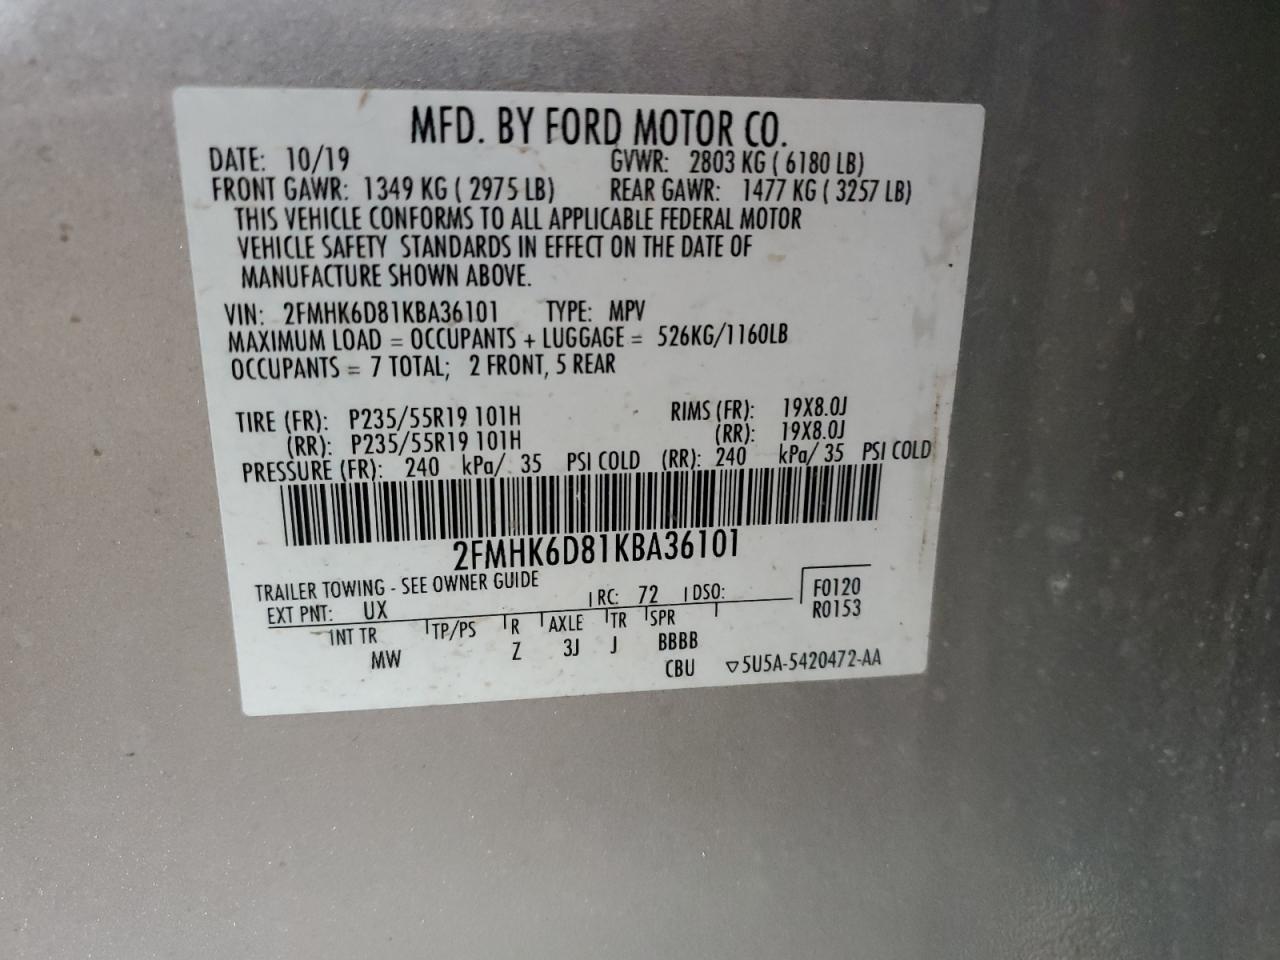 MFD. BY FORD MOTOR CO.
DATE: 10/19 GVWR: 2803 KG ( 6180 LB)
FRONT GAWR: 1349 KG ( 2975 LB) REAR GAWR: 1477 KG ( 3257 LB)
THIS VEHICLE CONFORMS TO ALL APPLICABLE FEDERAL MOTOR
VEHICLE SAFETY STANDARDS IN EFFECT ON THE DATE OF
MANUFACTURE SHOWN ABOVE.
VIN: 2FMHK6D81KBA36101 TYPE: MPV
MAXIMUM LOAD = OCCUPANTS + LUGGAGE = 526KG/1160LB
OCCUPANTS = 7 TOTAL; 2 FRONT, 5 REAR
TIRE (FR): P235/55R19 101H RIMS (FR): 19X8.0J
(RR): P235/55R19 101H (RR): 19X8.0J
PRESSURE (FR): 240 kPa/ 35 PSI COLD (RR): 240 kPa/ 35 PSI COLD
2FMHK6D81KBA36101
TRAILER TOWING - SEE OWNER GUIDE
EXT PNT: UX RC: 72 DSO: F0120
R0153
INT TR TP/PS R AXLE TR SPR
MW Z 3J J BBBB
CBU ▽5U5A-5420472-AA